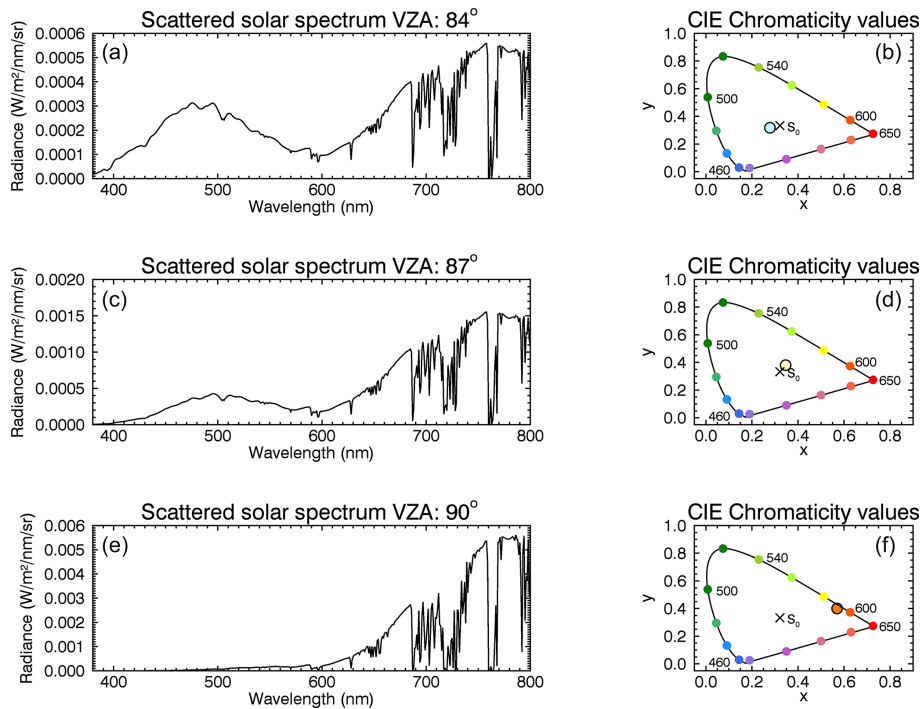 Scattered solar spectrum VZA: 84°
CIE Chromaticity values
(a)
(b)
Radiance (W/m²/nm/sr)
0.0006
0.0005
0.0004
0.0003
0.0002
0.0001
0.0000
400 500 600 700 800
Wavelength (nm)
y
1.0
0.8
0.6
0.4
0.2
0.0
540
500
600
650
460
S₀
0.0 0.2 0.4 0.6 0.8
x
Scattered solar spectrum VZA: 87°
CIE Chromaticity values
(c)
(d)
Radiance (W/m²/nm/sr)
0.0020
0.0015
0.0010
0.0005
0.0000
400 500 600 700 800
Wavelength (nm)
y
1.0
0.8
0.6
0.4
0.2
0.0
540
500
600
650
460
S₀
0.0 0.2 0.4 0.6 0.8
x
Scattered solar spectrum VZA: 90°
CIE Chromaticity values
(e)
(f)
Radiance (W/m²/nm/sr)
0.006
0.005
0.004
0.003
0.002
0.001
0.000
400 500 600 700 800
Wavelength (nm)
y
1.0
0.8
0.6
0.4
0.2
0.0
540
500
600
650
460
S₀
0.0 0.2 0.4 0.6 0.8
x